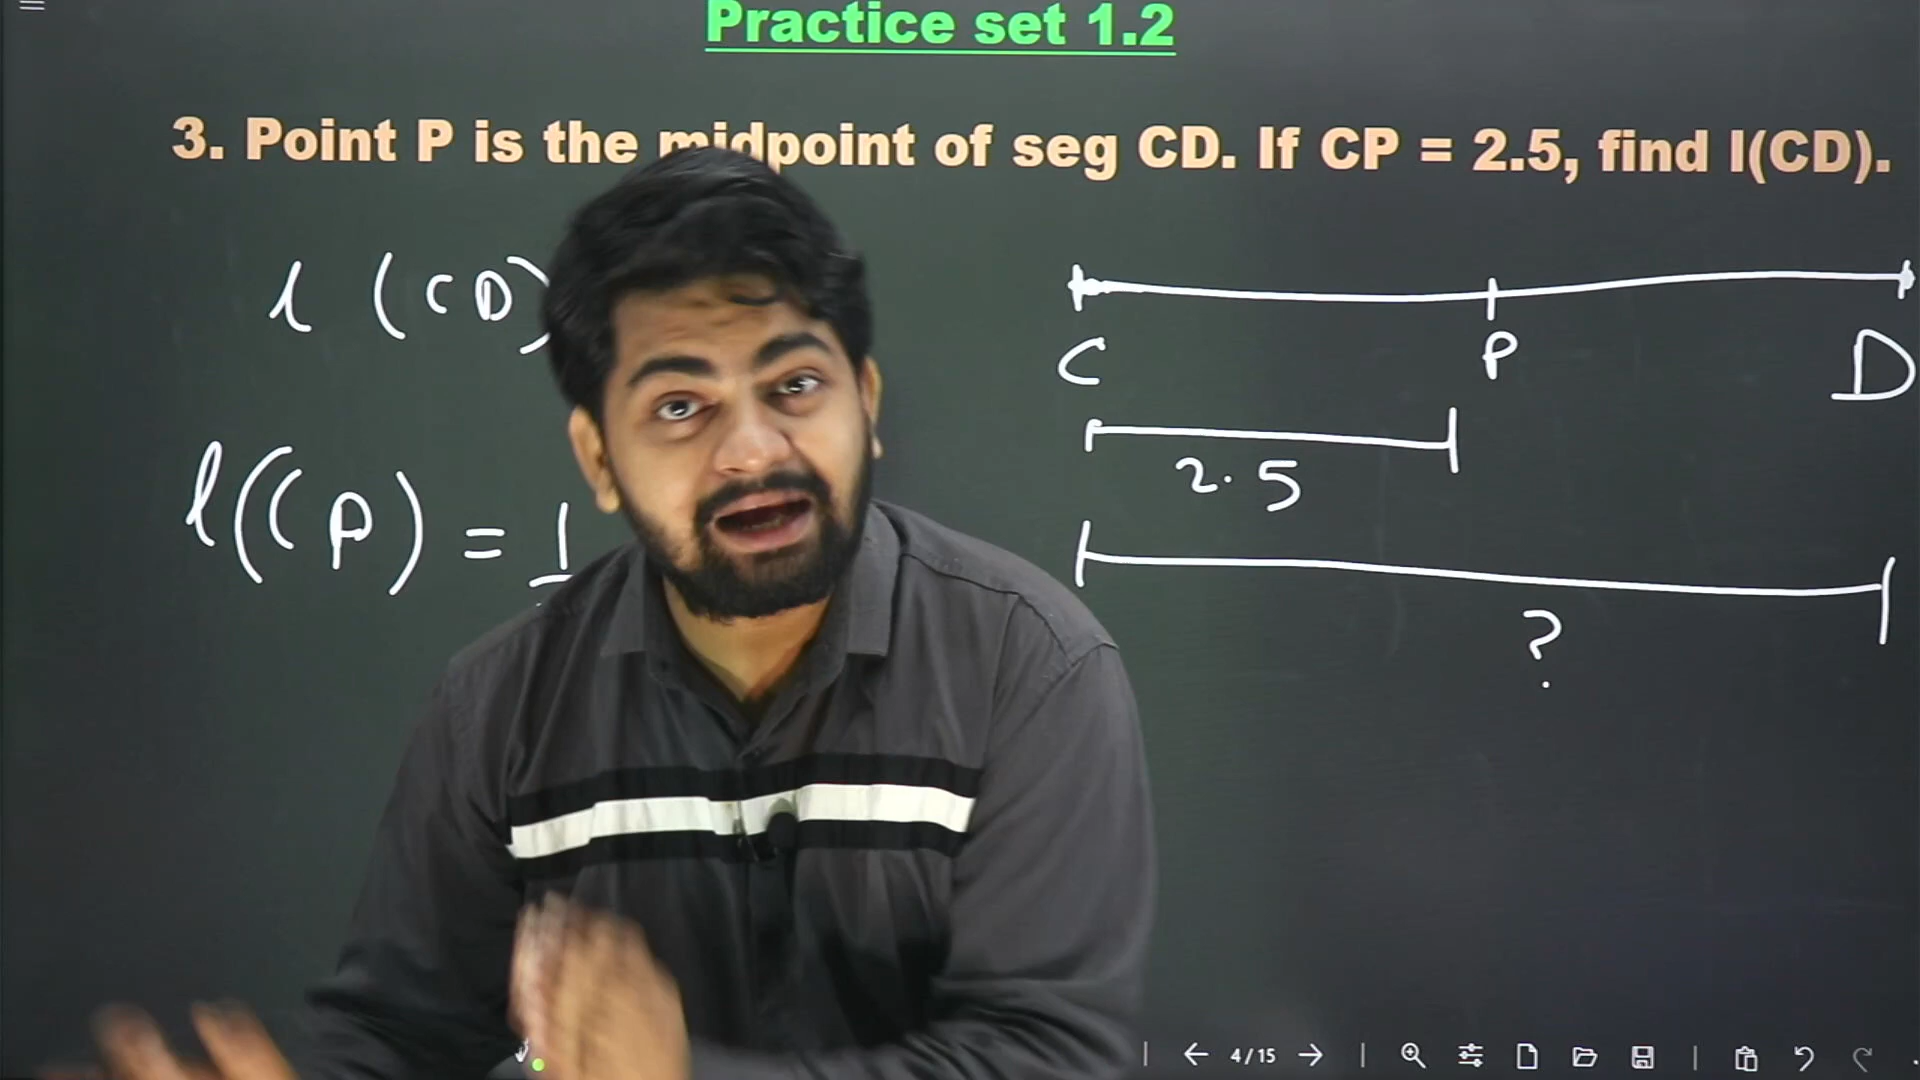 Practice set 1.2
3. Point P is the midpoint of seg CD. If CP = 2.5, find l(CD).
l (CD)
C P D
2.5
l(CP) = 1
?
4/15